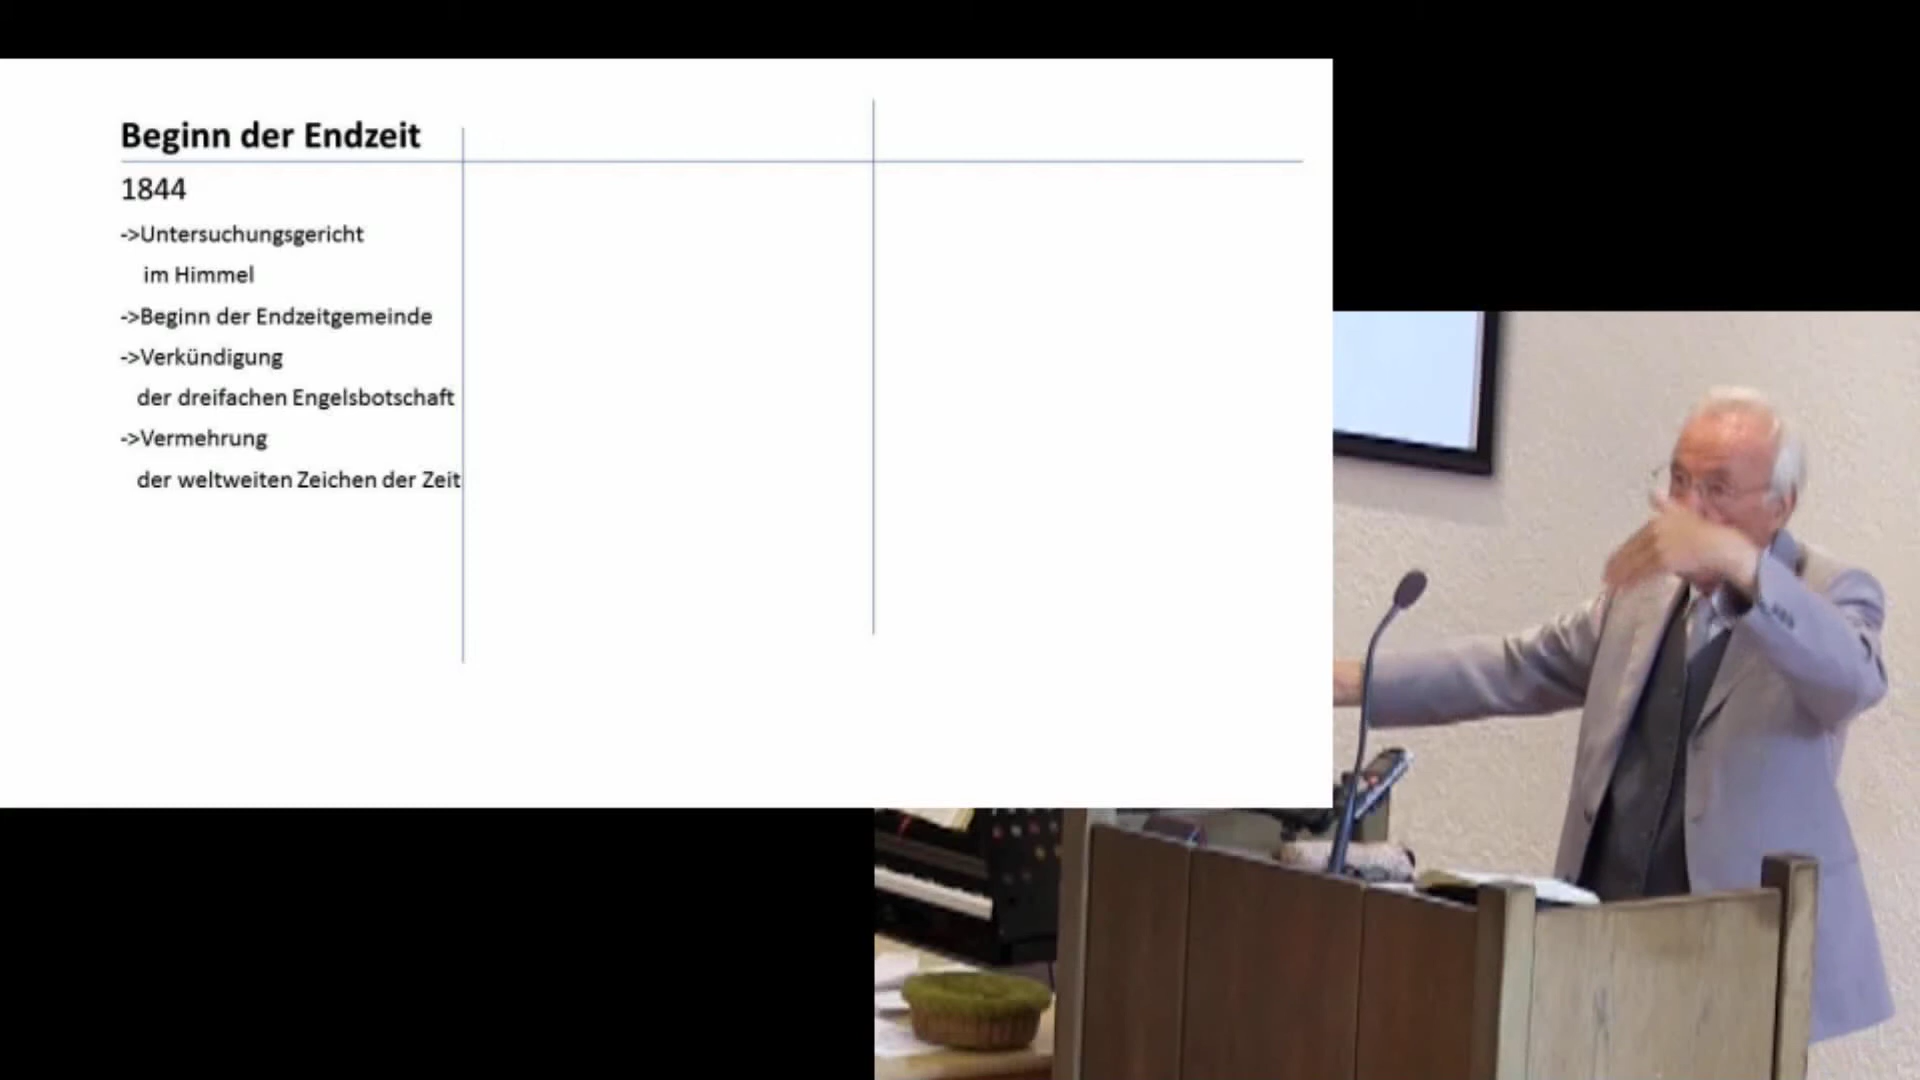 Beginn der Endzeit
1844
->Untersuchungsgericht
im Himmel
->Beginn der Endzeitgemeinde
->Verkündigung
der dreifachen Engelsbotschaft
->Vermehrung
der weltweiten Zeichen der Zeit